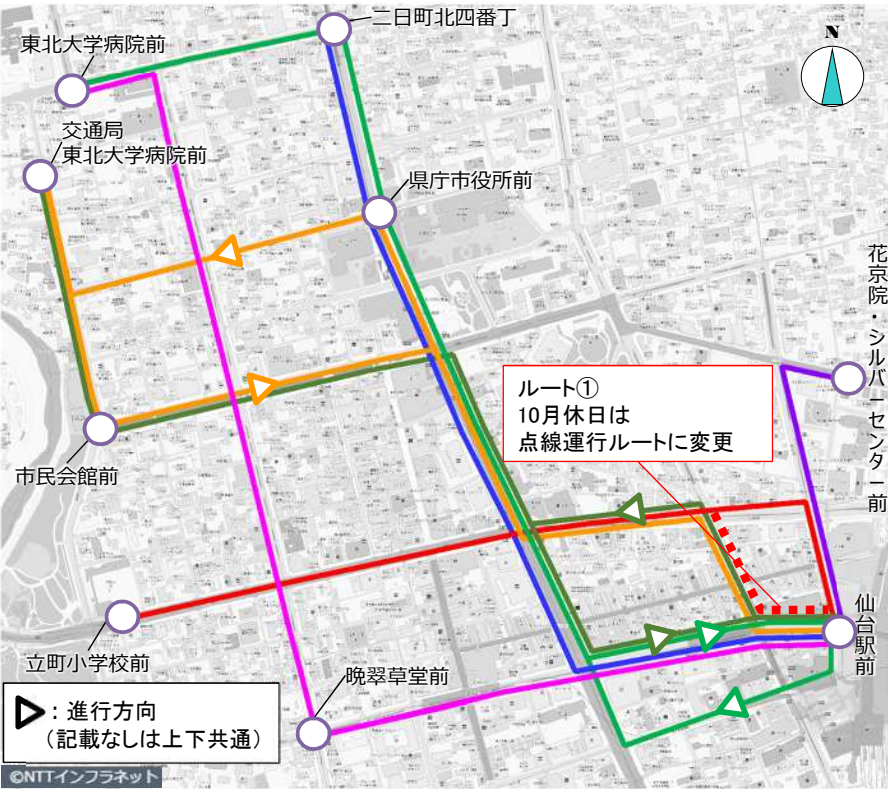 二日町北四番丁
東北大学病院前
N
交通局
東北大学病院前
県庁市役所前
花京院・シルバーセンター前
ルート①
10月休日は
点線運行ルートに変更
市民会館前
仙台駅前
立町小学校前
晩翠草堂前
:進行方向
(記載なしは上下共通)
©NTTインフラネット